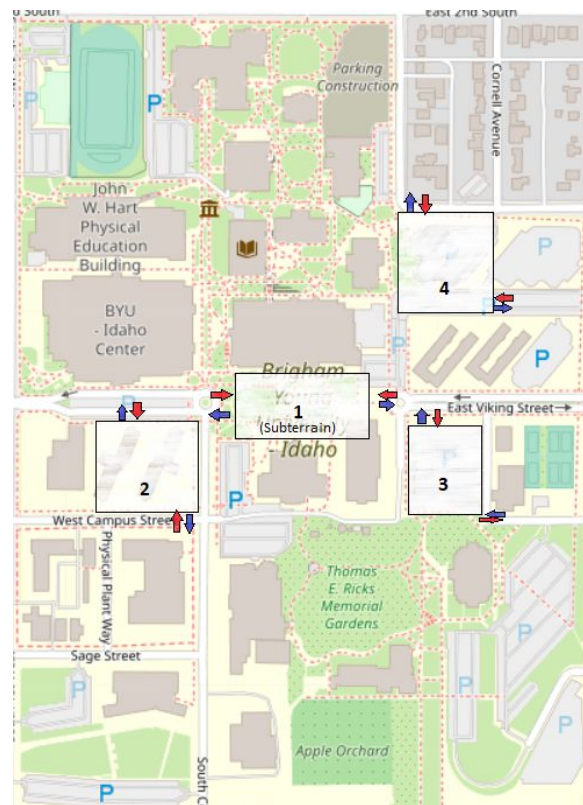 d South
East 2nd South
P
P
Parking
Construction
Cornell Avenue
John
W. Hart
Physical
Education
Building
P
4
BYU
- Idaho
Center
P
Brigham
Young
- Idaho
1
(Subterrain)
East Viking Street
P
2
3
P
West Campus Street
Physical Plant Way
Thomas
E. Ricks
Memorial
Gardens
Sage Street
P
P
P
P
South C
Apple Orchard
P